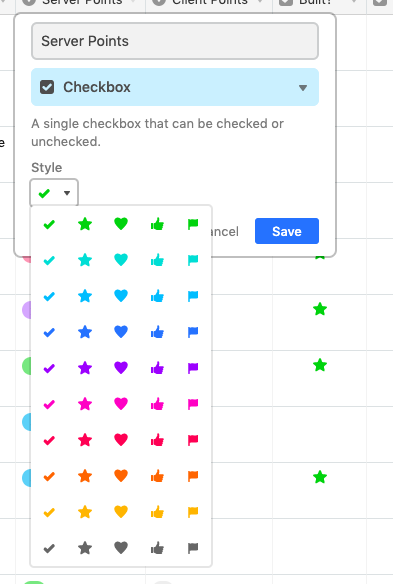 Server Points
Client Points
Built?
Server Points
Checkbox
A single checkbox that can be checked or
unchecked.
Style
ancel
Save
e